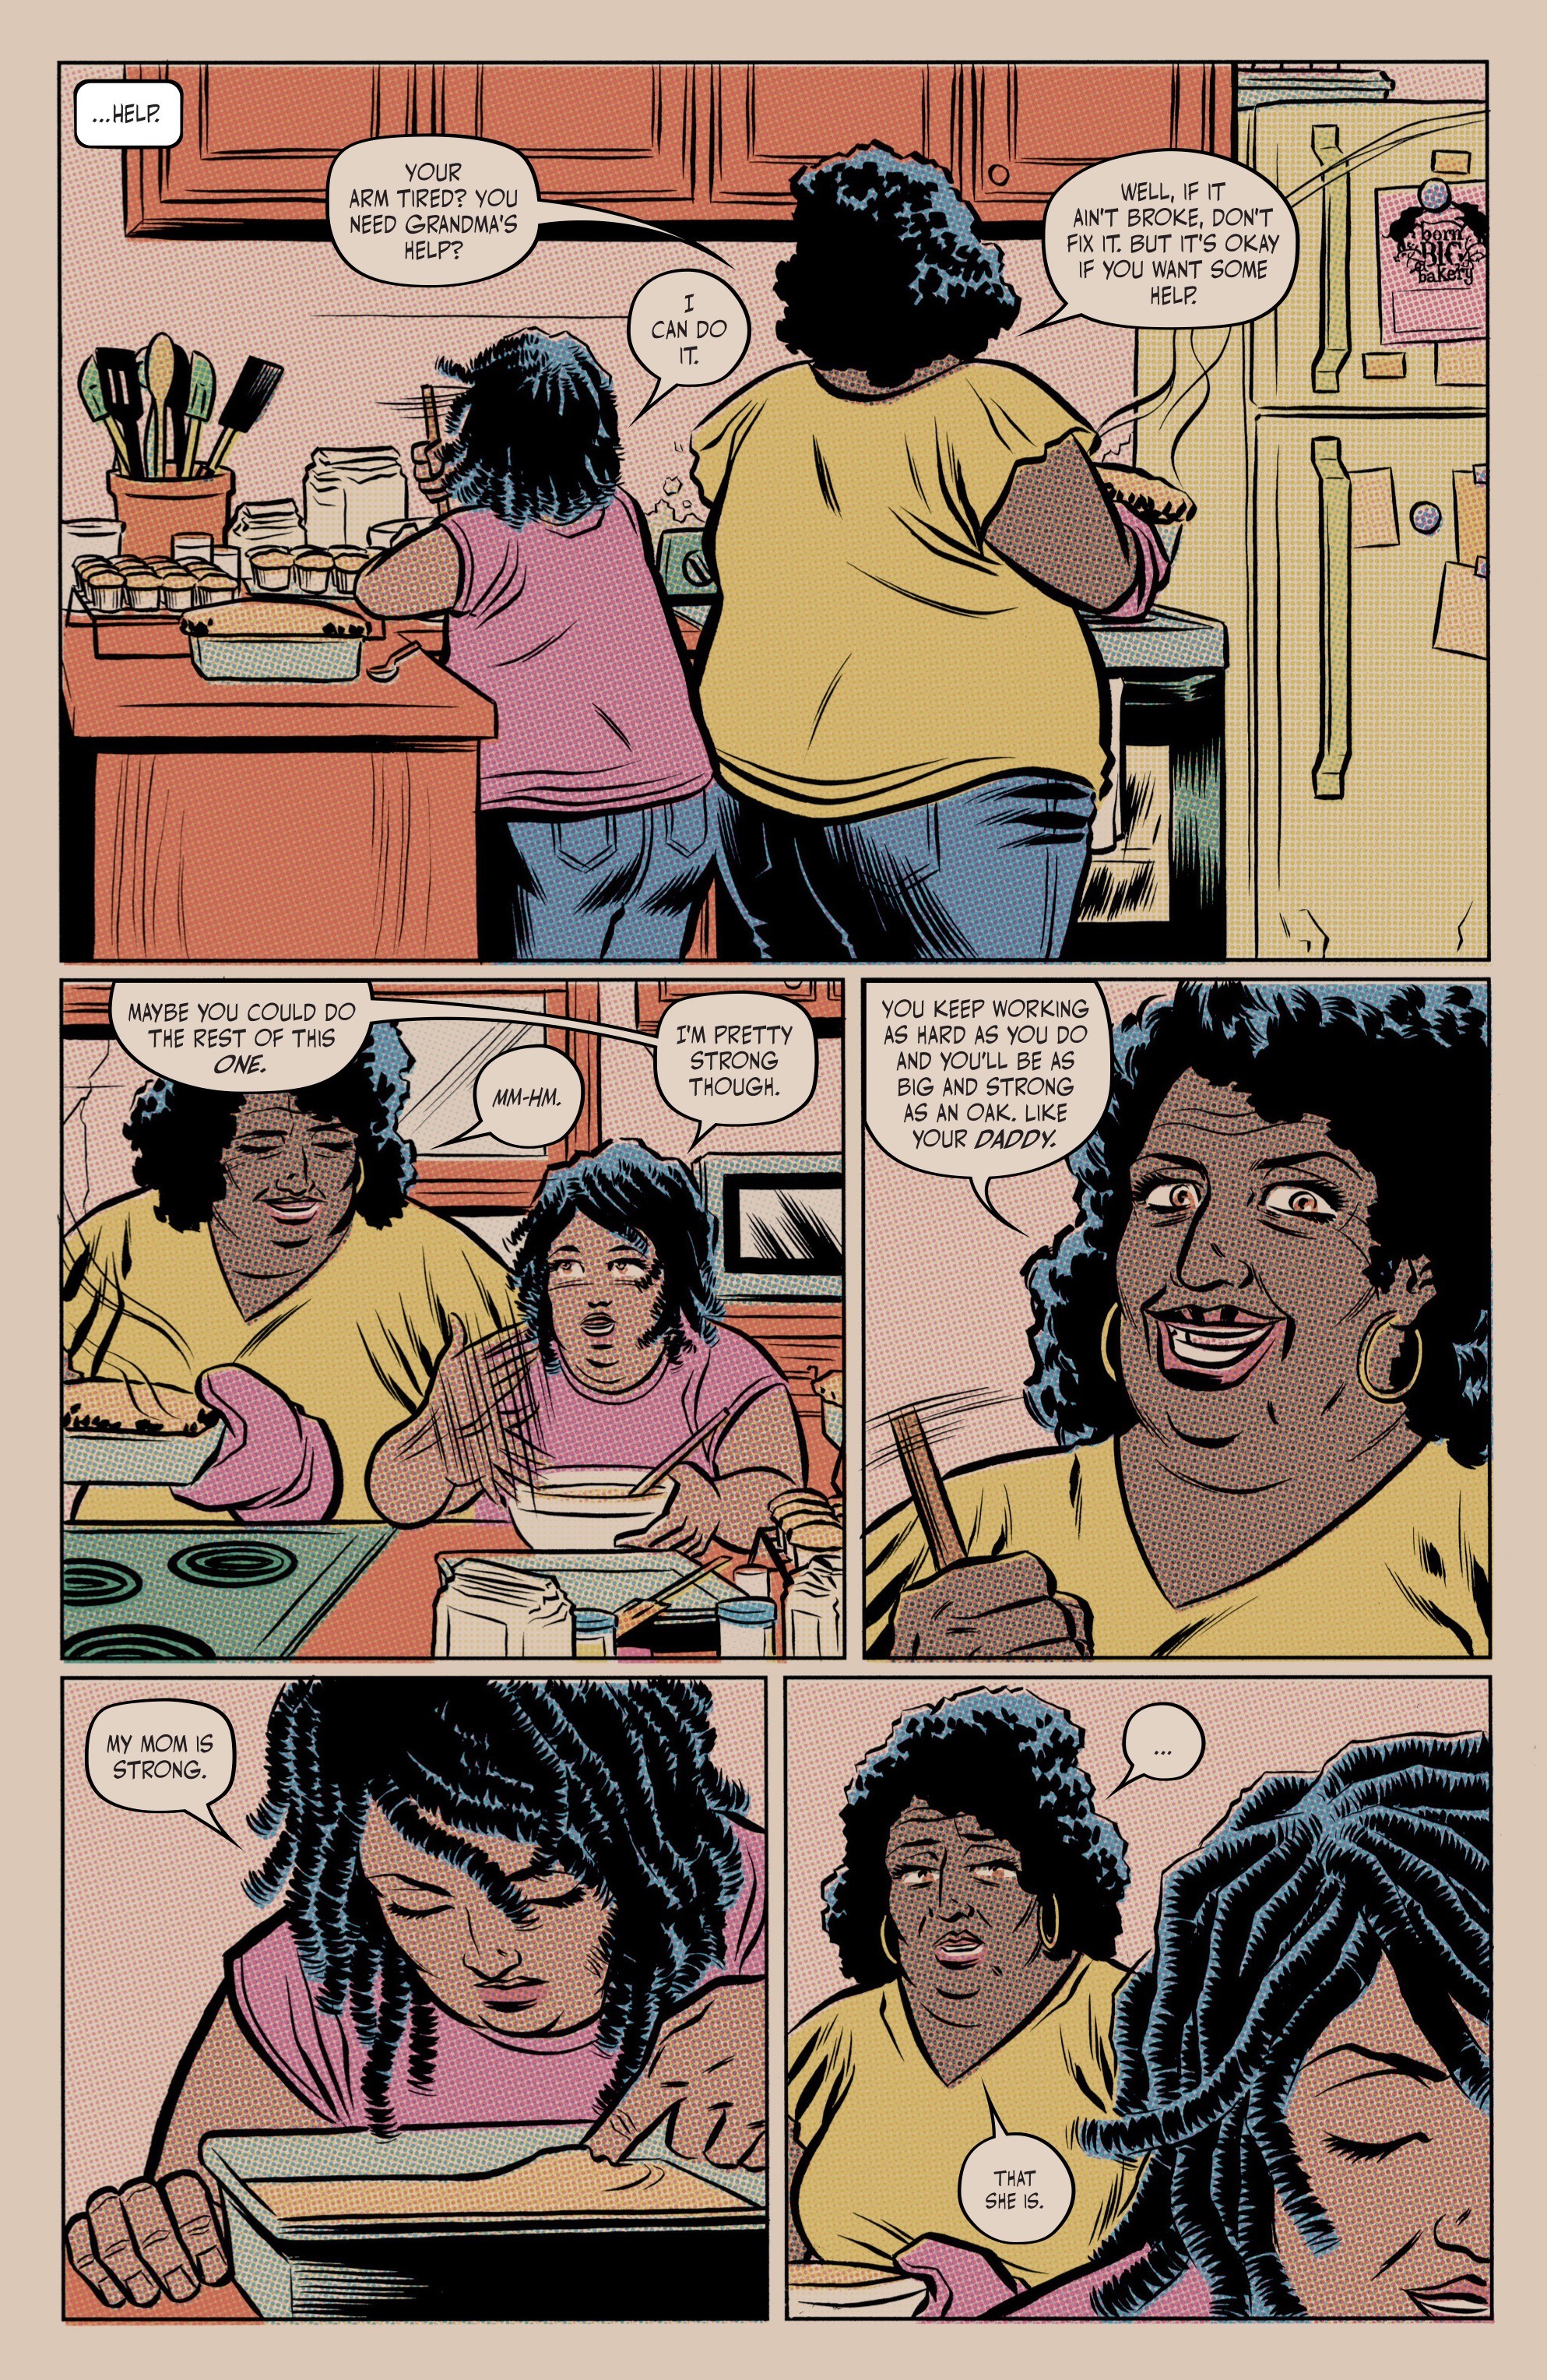 ...HELP.
YOUR
ARM TIRED? YOU
NEED GRANDMA'S
HELP?
I
CAN DO
IT.
WELL, IF IT
AIN'T BROKE, DON'T
FIX IT. BUT IT'S OKAY
IF YOU WANT SOME
HELP.
born
BIG
bakery
MAYBE YOU COULD DO
THE REST OF THIS
ONE.
MM-HM.
I'M PRETTY
STRONG
THOUGH.
YOU KEEP WORKING
AS HARD AS YOU DO
AND YOU'LL BE AS
BIG AND STRONG
AS AN OAK. LIKE
YOUR DADDY.
MY MOM IS
STRONG.
...
THAT
SHE IS.